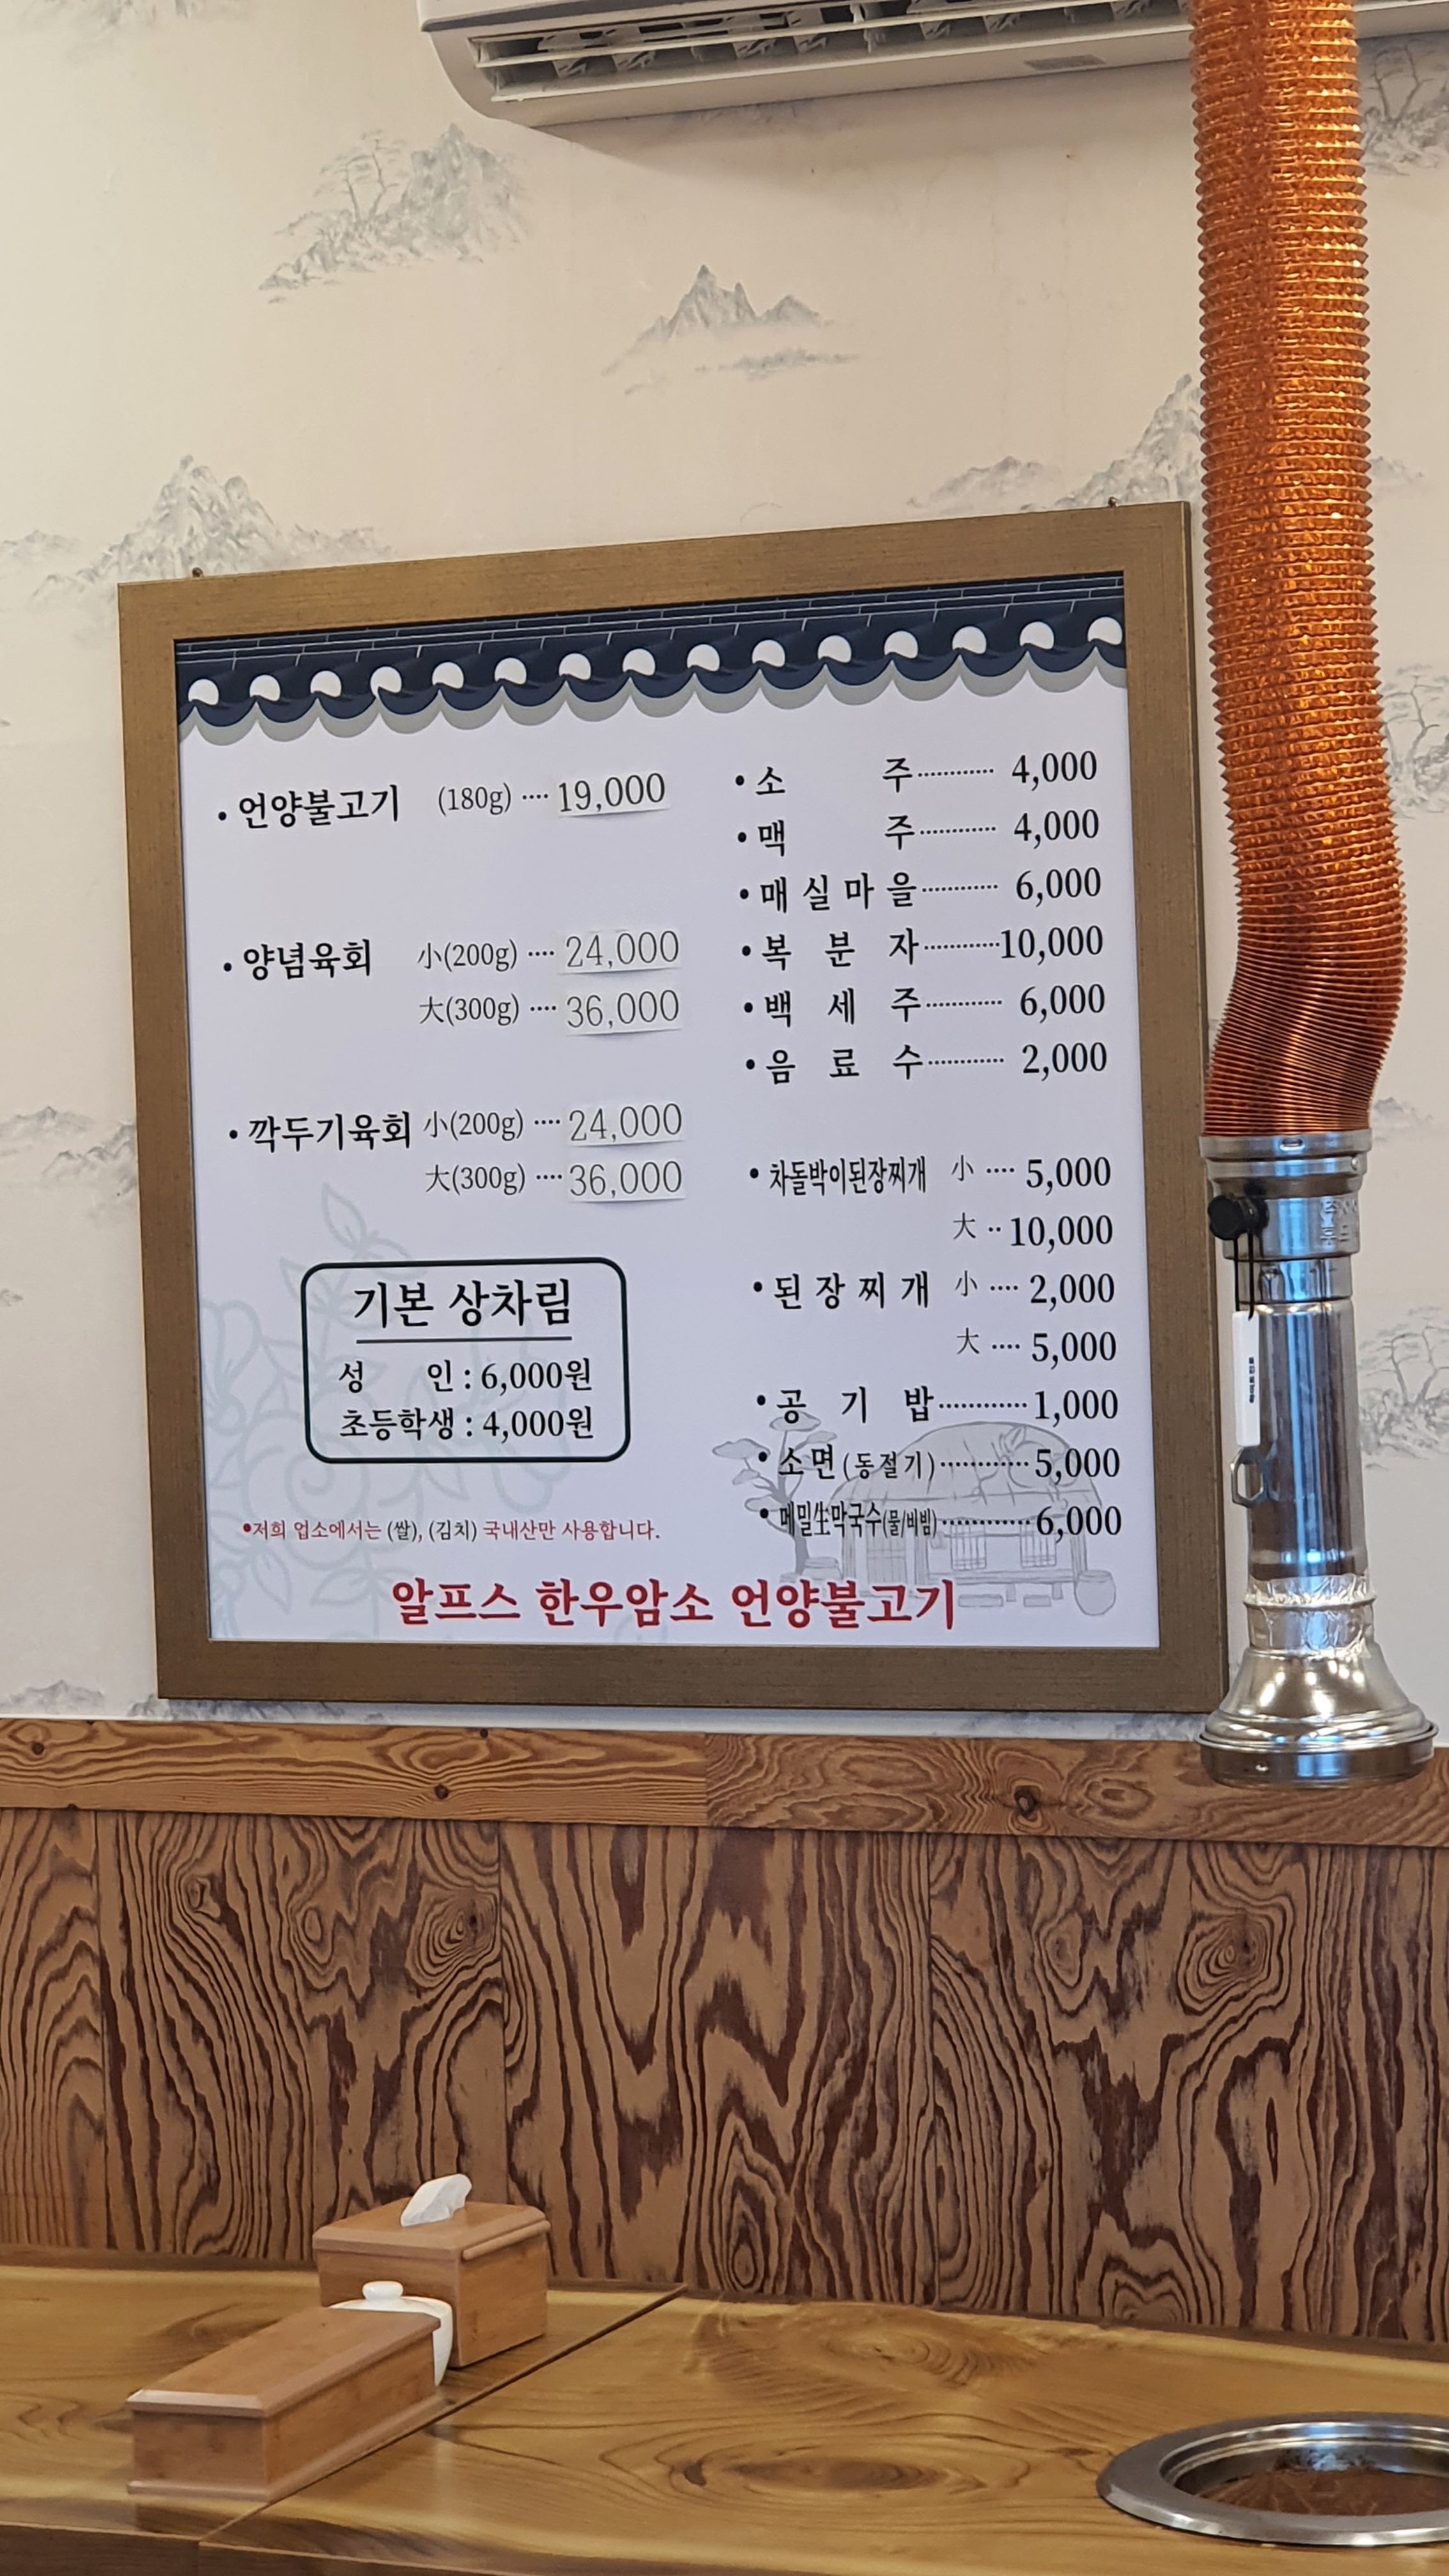 • 언양불고기 (180g) ···· 19,000
• 양념육회 小(200g) ···· 24,000
大(300g) ···· 36,000
• 깍두기육회 小(200g) ···· 24,000
大(300g) ···· 36,000
기본 상차림
성 인 : 6,000원
초등학생 : 4,000원
•저희 업소에서는 (쌀), (김치) 국내산만 사용합니다.
• 소 주 ············ 4,000
• 맥 주 ············ 4,000
• 매실마을 ············ 6,000
• 복 분 자 ············ 10,000
• 백 세 주 ············ 6,000
• 음 료 수 ············ 2,000
• 차돌박이된장찌개 小 ···· 5,000
大 ·· 10,000
• 된장찌개 小 ···· 2,000
大 ···· 5,000
• 공 기 밥 ············ 1,000
• 소면(동절기) ············ 5,000
• 메밀生막국수(물/비빔) ············ 6,000
알프스 한우암소 언양불고기